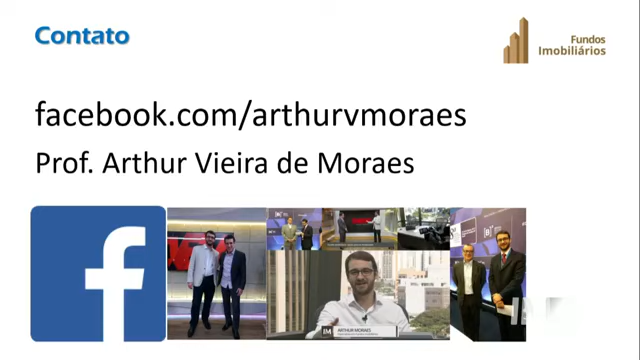 Contato
Fundos
Imobiliários
facebook.com/arthurvmoraes
Prof. Arthur Vieira de Moraes
ARTHUR MORAES